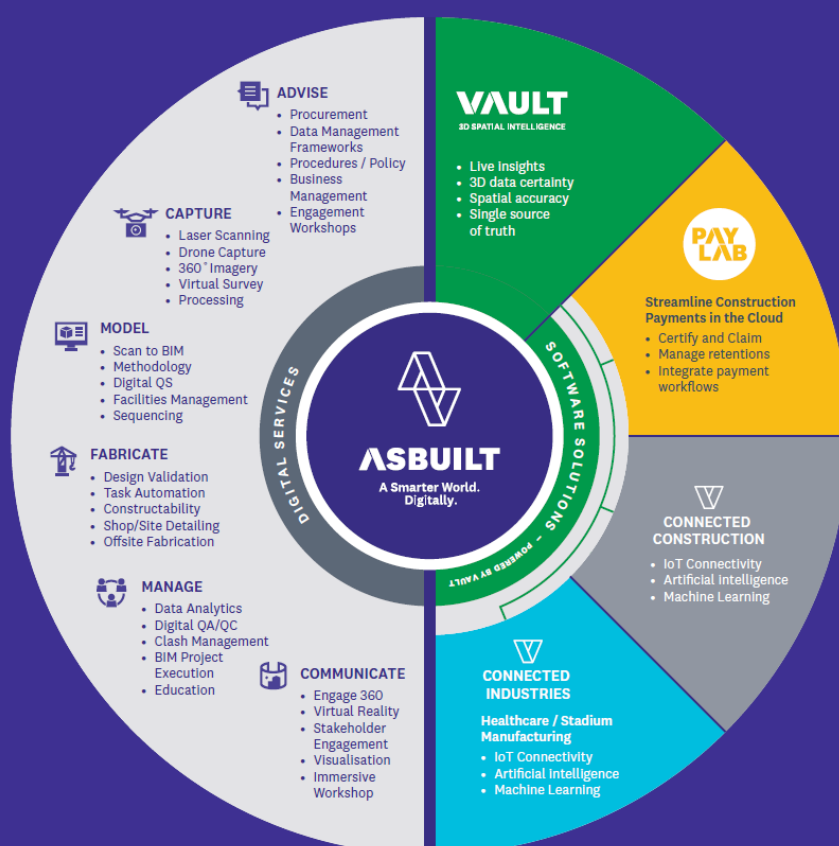 ADVISE
• Procurement
• Data Management
Frameworks
• Procedures / Policy
• Business
Management
• Engagement
Workshops
CAPTURE
• Laser Scanning
• Drone Capture
• 360° Imagery
• Virtual Survey
• Processing
MODEL
• Scan to BIM
• Methodology
• Digital QS
• Facilities Management
• Sequencing
FABRICATE
• Design Validation
• Task Automation
• Constructability
• Shop/Site Detailing
• Offsite Fabrication
MANAGE
• Data Analytics
• Digital QA/QC
• Clash Management
• BIM Project
Execution
• Education
COMMUNICATE
• Engage 360
• Virtual Reality
• Stakeholder
Engagement
• Visualisation
• Immersive
Workshop
DIGITAL SERVICES
ASBUILT
A Smarter World.
Digitally.
SOFTWARE SOLUTIONS – POWERED BY VAULT
VAULT
3D SPATIAL INTELLIGENCE
• Live insights
• 3D data certainty
• Spatial accuracy
• Single source
of truth
PAY
LAB
Streamline Construction
Payments in the Cloud
• Certify and Claim
• Manage retentions
• Integrate payment
workflows
CONNECTED
CONSTRUCTION
• IoT Connectivity
• Artificial Intelligence
• Machine Learning
CONNECTED
INDUSTRIES
Healthcare / Stadium
Manufacturing
• IoT Connectivity
• Artificial Intelligence
• Machine Learning